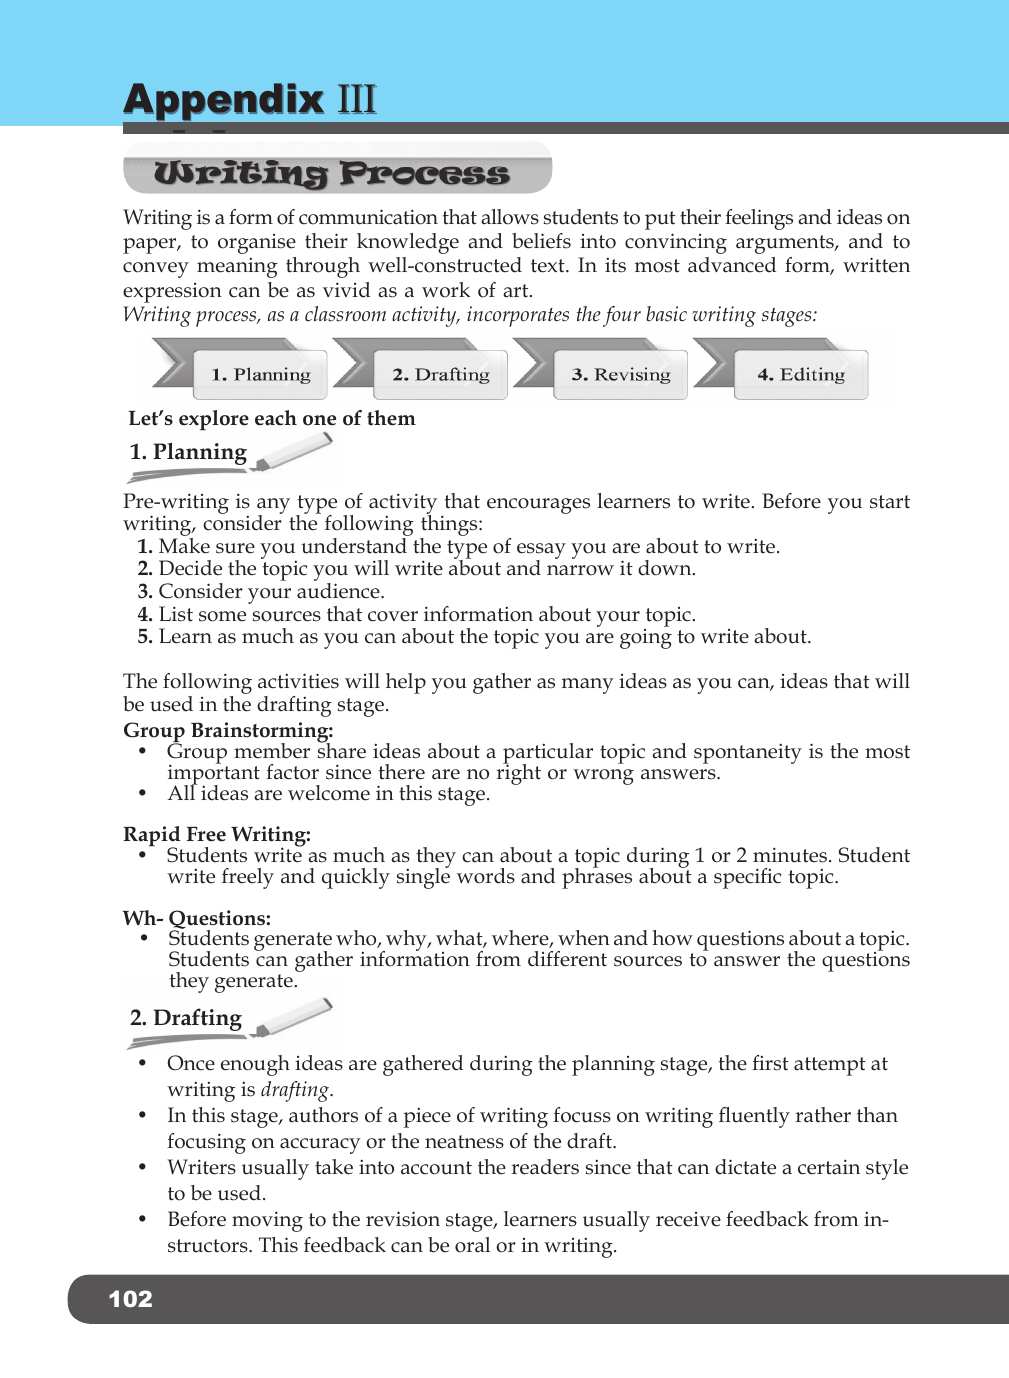 Appendix III
Writing Process
Writing is a form of communication that allows students to put their feelings and ideas on
paper, to organise their knowledge and beliefs into convincing arguments, and to
convey meaning through well-constructed text. In its most advanced form, written
expression can be as vivid as a work of art.
Writing process, as a classroom activity, incorporates the four basic writing stages:
1. Planning 2. Drafting 3. Revising 4. Editing
Let's explore each one of them
1. Planning
Pre-writing is any type of activity that encourages learners to write. Before you start
writing, consider the following things:
1. Make sure you understand the type of essay you are about to write.
2. Decide the topic you will write about and narrow it down.
3. Consider your audience.
4. List some sources that cover information about your topic.
5. Learn as much as you can about the topic you are going to write about.
The following activities will help you gather as many ideas as you can, ideas that will
be used in the drafting stage.
Group Brainstorming:
• Group member share ideas about a particular topic and spontaneity is the most
important factor since there are no right or wrong answers.
• All ideas are welcome in this stage.
Rapid Free Writing:
• Students write as much as they can about a topic during 1 or 2 minutes. Student
write freely and quickly single words and phrases about a specific topic.
Wh- Questions:
• Students generate who, why, what, where, when and how questions about a topic.
Students can gather information from different sources to answer the questions
they generate.
2. Drafting
• Once enough ideas are gathered during the planning stage, the first attempt at
writing is drafting.
• In this stage, authors of a piece of writing focuss on writing fluently rather than
focusing on accuracy or the neatness of the draft.
• Writers usually take into account the readers since that can dictate a certain style
to be used.
• Before moving to the revision stage, learners usually receive feedback from in-
structors. This feedback can be oral or in writing.
102